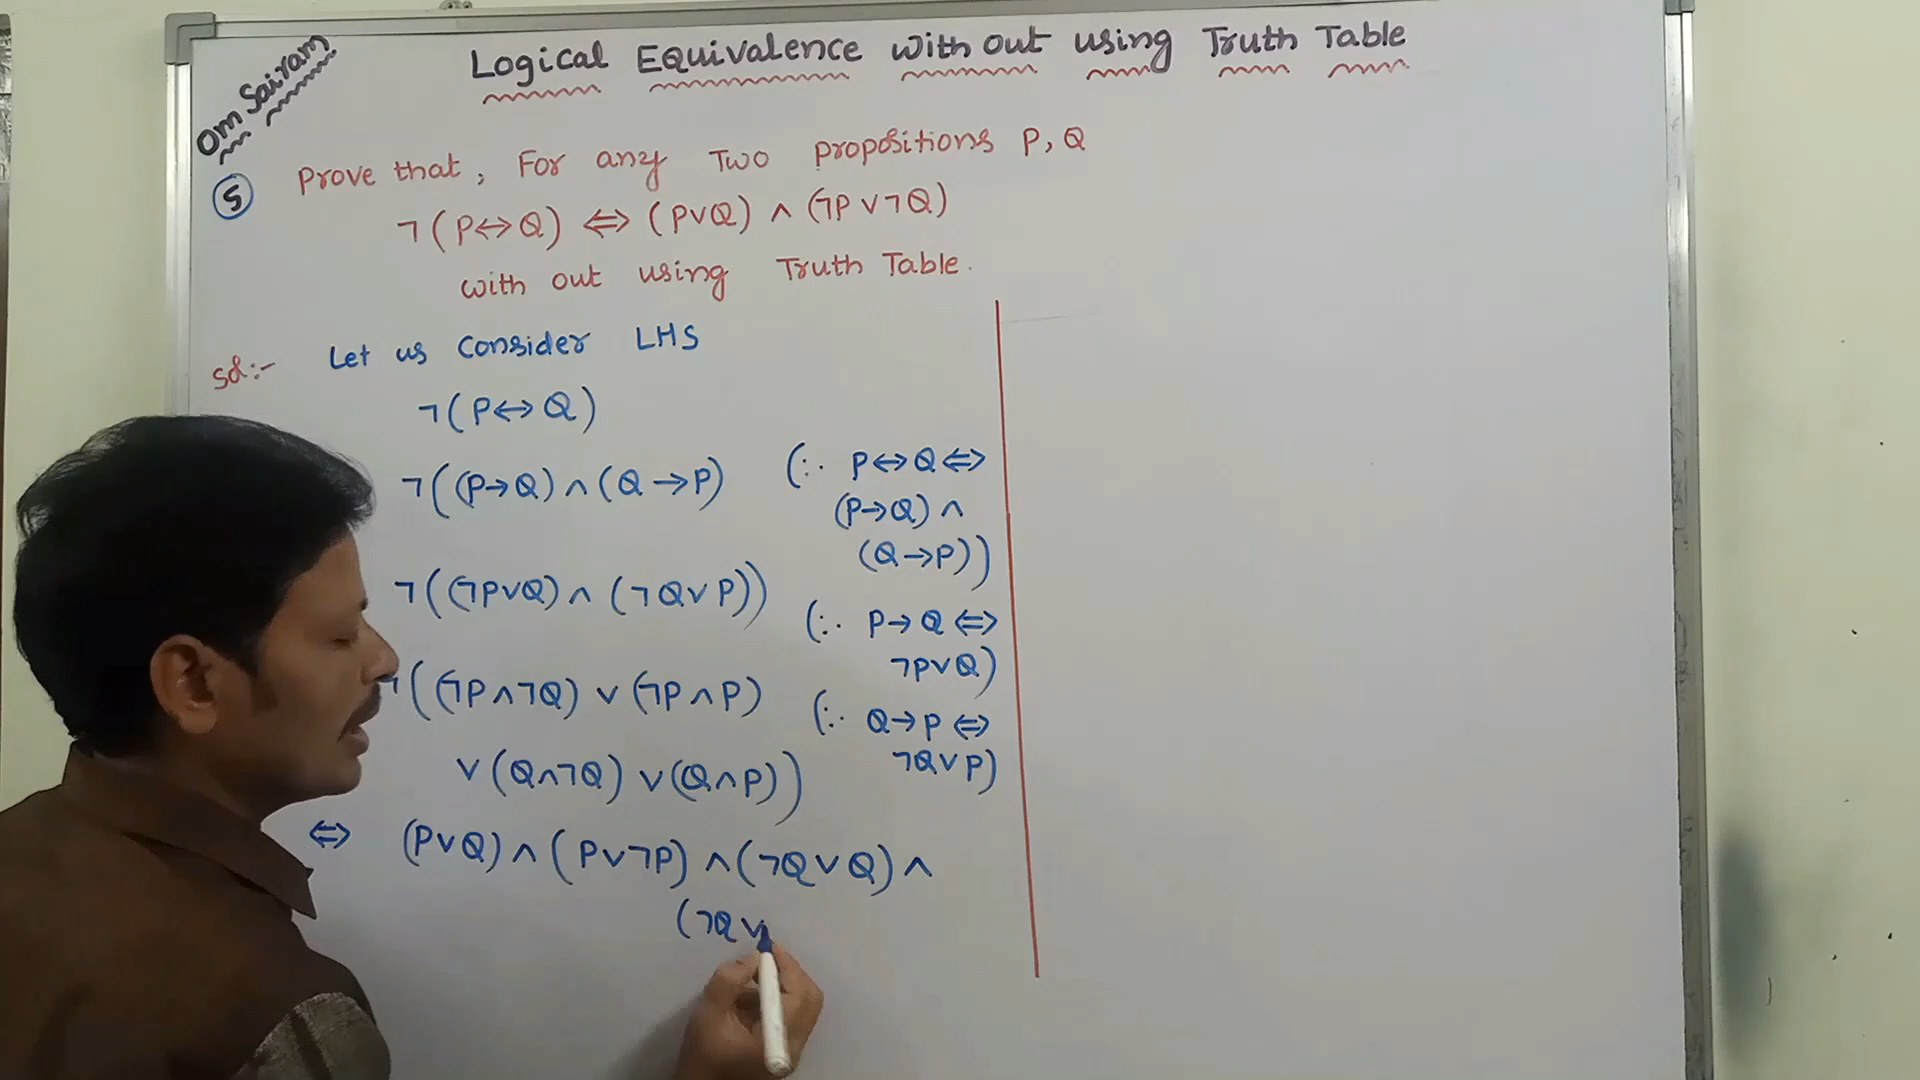 Om Sairam
Logical Equivalence with out using Truth Table
5 Prove that, For any Two propositions P, Q
¬(P↔Q) ⇔ (P∨Q) ∧ (¬P∨¬Q)
with out using Truth Table.
Sol:- Let us Consider LHS
¬(P↔Q)
¬((P→Q)∧(Q→P) (∵ P↔Q⇔
(P→Q) ∧
(Q→P))
¬((¬P∨Q)∧(¬Q∨P)) (∵ P→Q⇔
¬P∨Q)
¬((¬P∧¬Q) ∨ (¬P∧P) (∵ Q→P⇔
¬Q∨P)
∨(Q∧¬Q) ∨(Q∧P))
⇔ (P∨Q)∧(P∨¬P)∧(¬Q∨Q)∧
(¬Q∨